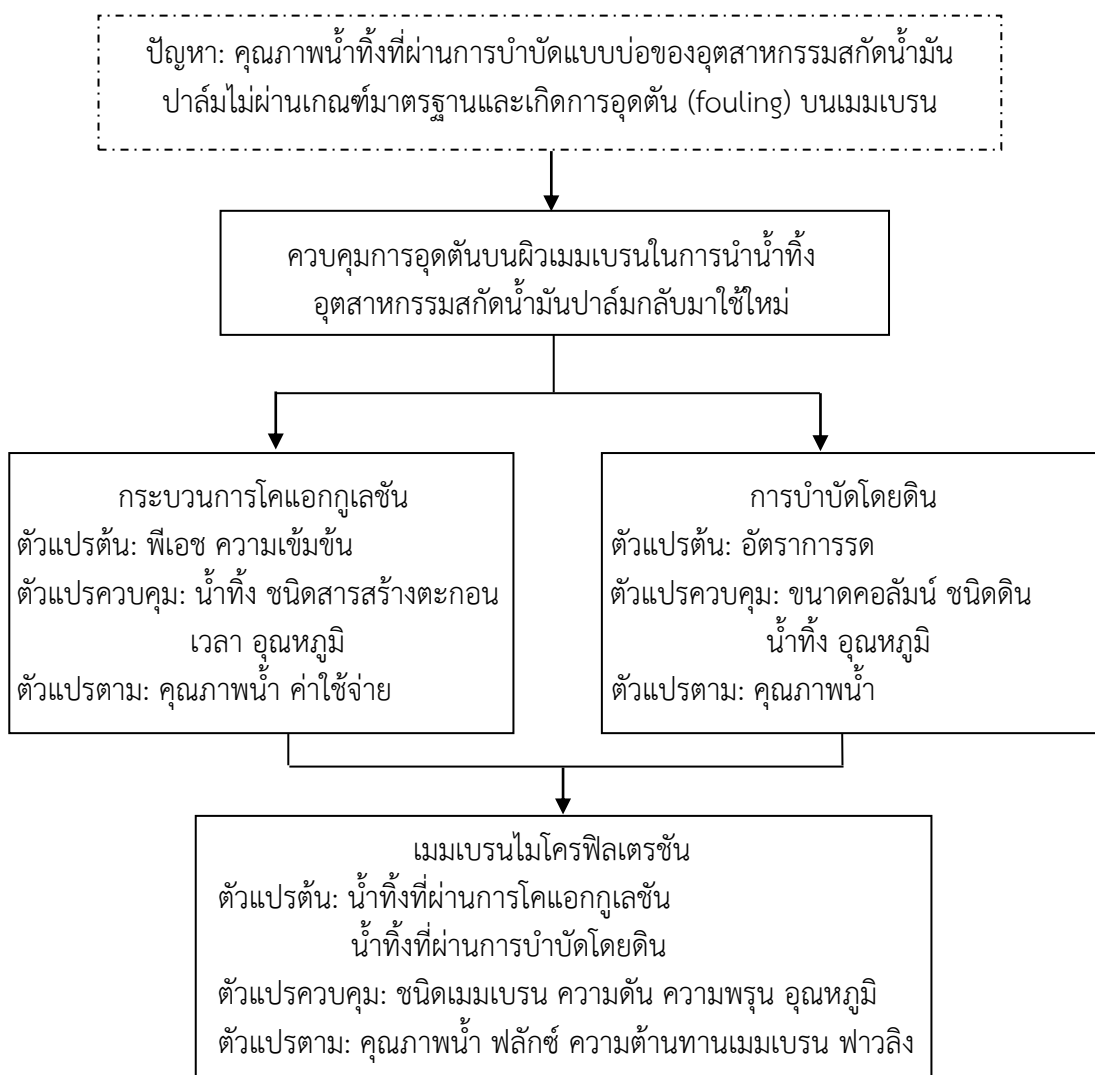 ปัญหา: คุณภาพน้ำทิ้งที่ผ่านการบำบัดแบบบ่อของอุตสาหกรรมสกัดน้ำมัน
ปาล์มไม่ผ่านเกณฑ์มาตรฐานและเกิดการอุดตัน (fouling) บนเมมเบรน
ควบคุมการอุดตันบนผิวเมมเบรนในการนำน้ำทิ้ง
อุตสาหกรรมสกัดน้ำมันปาล์มกลับมาใช้ใหม่
กระบวนการโคแอกกูเลชัน
ตัวแปรต้น: พีเอช ความเข้มข้น
ตัวแปรควบคุม: น้ำทิ้ง ชนิดสารสร้างตะกอน
เวลา อุณหภูมิ
ตัวแปรตาม: คุณภาพน้ำ ค่าใช้จ่าย
การบำบัดโดยดิน
ตัวแปรต้น: อัตราการรด
ตัวแปรควบคุม: ขนาดคอลัมน์ ชนิดดิน
น้ำทิ้ง อุณหภูมิ
ตัวแปรตาม: คุณภาพน้ำ
เมมเบรนไมโครฟิลเตรชัน
ตัวแปรต้น: น้ำทิ้งที่ผ่านการโคแอกกูเลชัน
น้ำทิ้งที่ผ่านการบำบัดโดยดิน
ตัวแปรควบคุม: ชนิดเมมเบรน ความดัน ความพรุน อุณหภูมิ
ตัวแปรตาม: คุณภาพน้ำ ฟลักซ์ ความต้านทานเมมเบรน ฟาวลิง